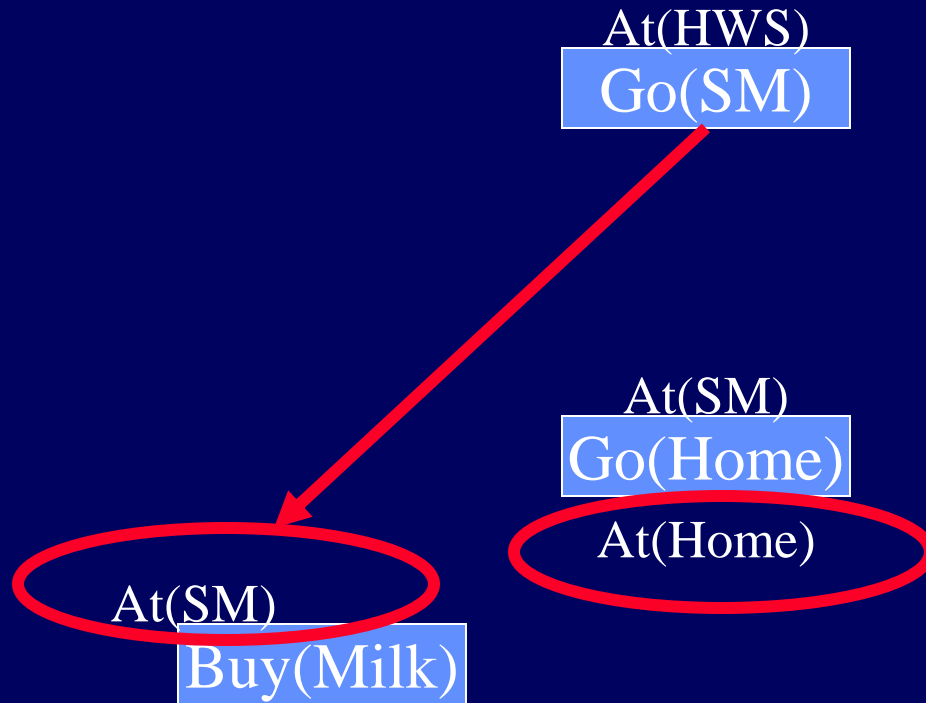 At(HWS)
Go(SM)
At(SM)
Go(Home)
At(Home)
At(SM)
Buy(Milk)